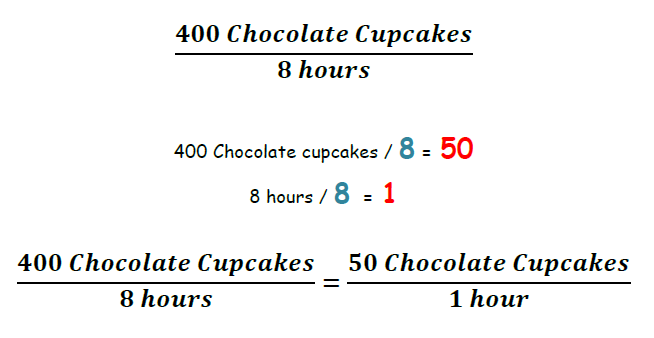 400 Chocolate Cupcakes
8 hours
400 Chocolate cupcakes / 8 = 50
8 hours / 8 = 1
400 Chocolate Cupcakes = 50 Chocolate Cupcakes
8 hours 1 hour